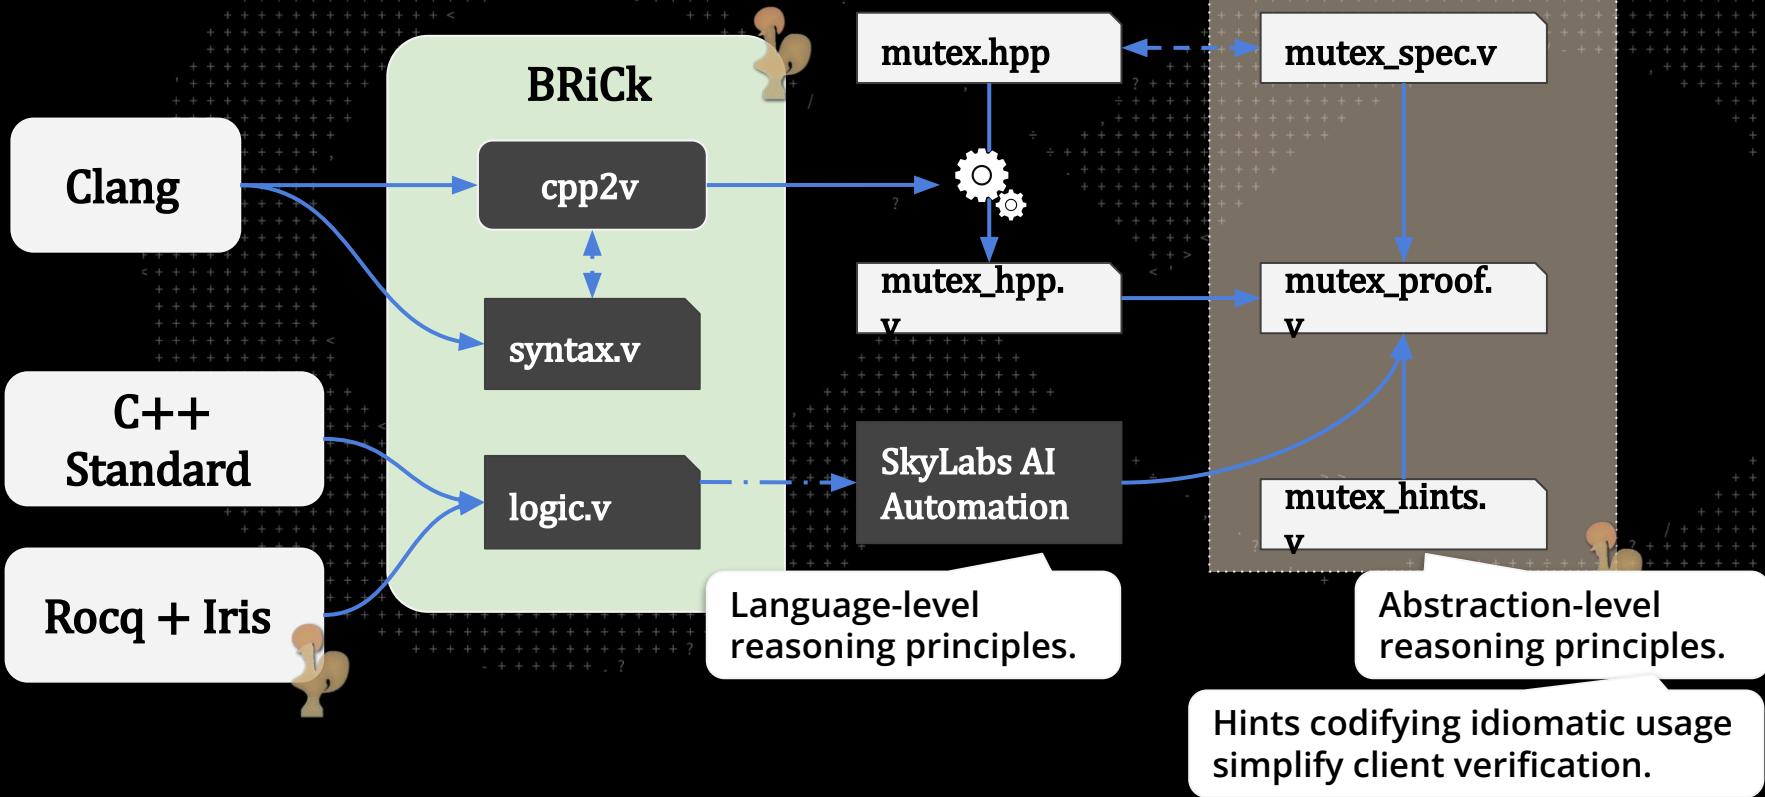 BRiCk
Clang
cpp2v
syntax.v
C++
Standard
logic.v
Rocq + Iris
mutex.hpp
mutex_spec.v
mutex_hpp.
v
mutex_proof.
v
SkyLabs AI
Automation
mutex_hints.
v
Language-level
reasoning principles.
Abstraction-level
reasoning principles.
Hints codifying idiomatic usage
simplify client verification.